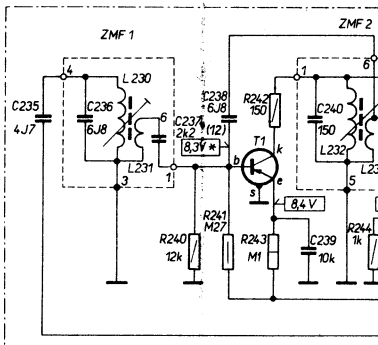 ZMF 1
ZMF 2
4
L 230
C238
6J8
R242
150
1
6
C235
4J7
C236
6J8
6
C237
2k2
(12)
8,3V *
T1
k
C240
150
L231
3
1
b
e
s
L232
5
8,4 V
R240
12k
R241
M27
R243
M1
C239
10k
R244
1k